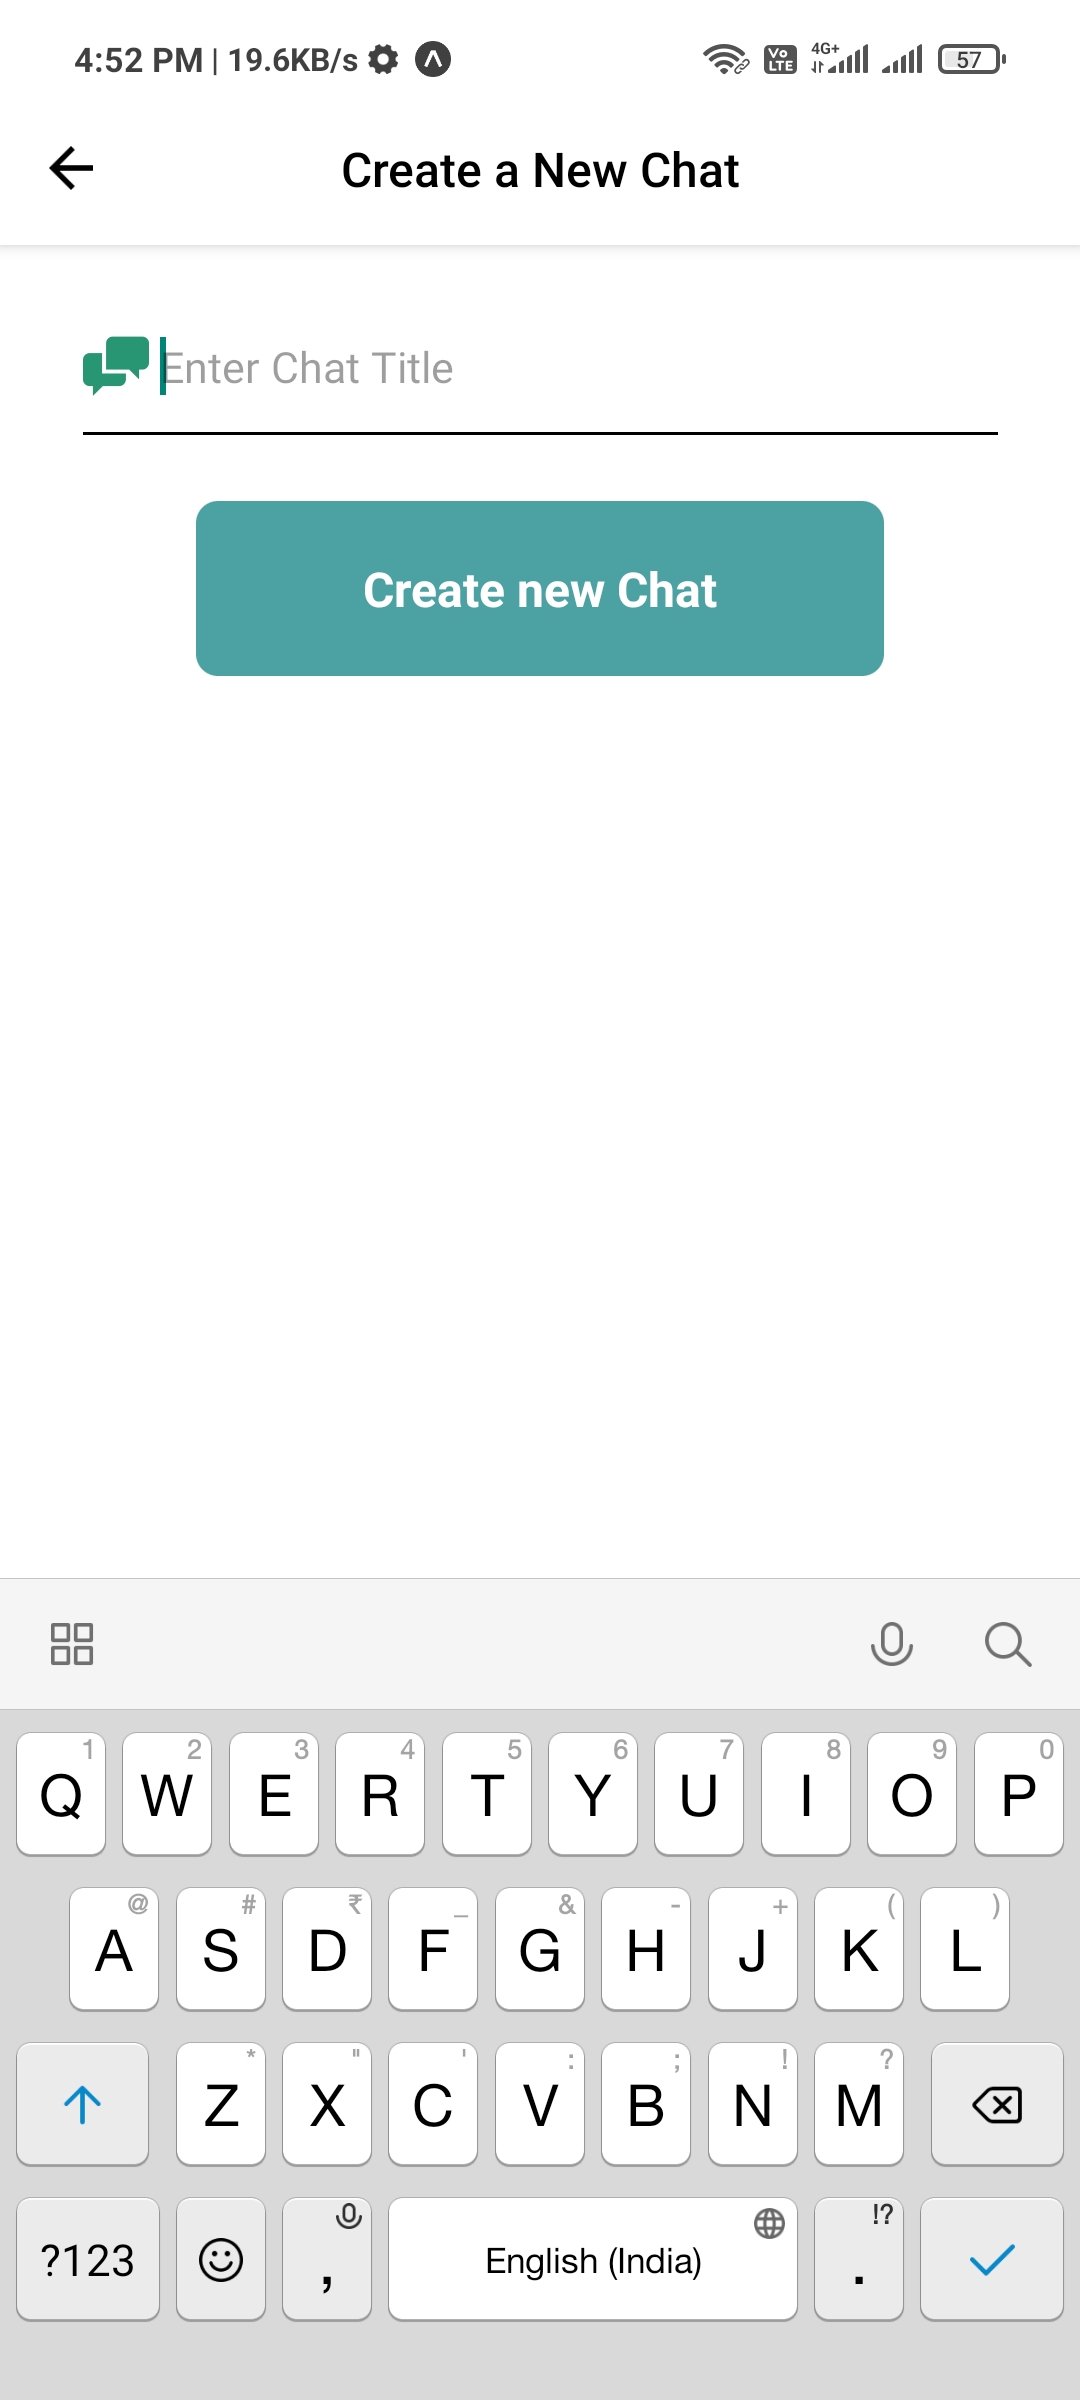 4:52 PM | 19.6KB/s Vo LTE 4G+ 57
Create a New Chat
Enter Chat Title
Create new Chat
1 2 3 4 5 6 7 8 9 0
Q W E R T Y U I O P
@ # ₹ _ & - + ( )
A S D F G H J K L
* " ' : ; ! ?
Z X C V B N M
!?
?123 , English (India) .